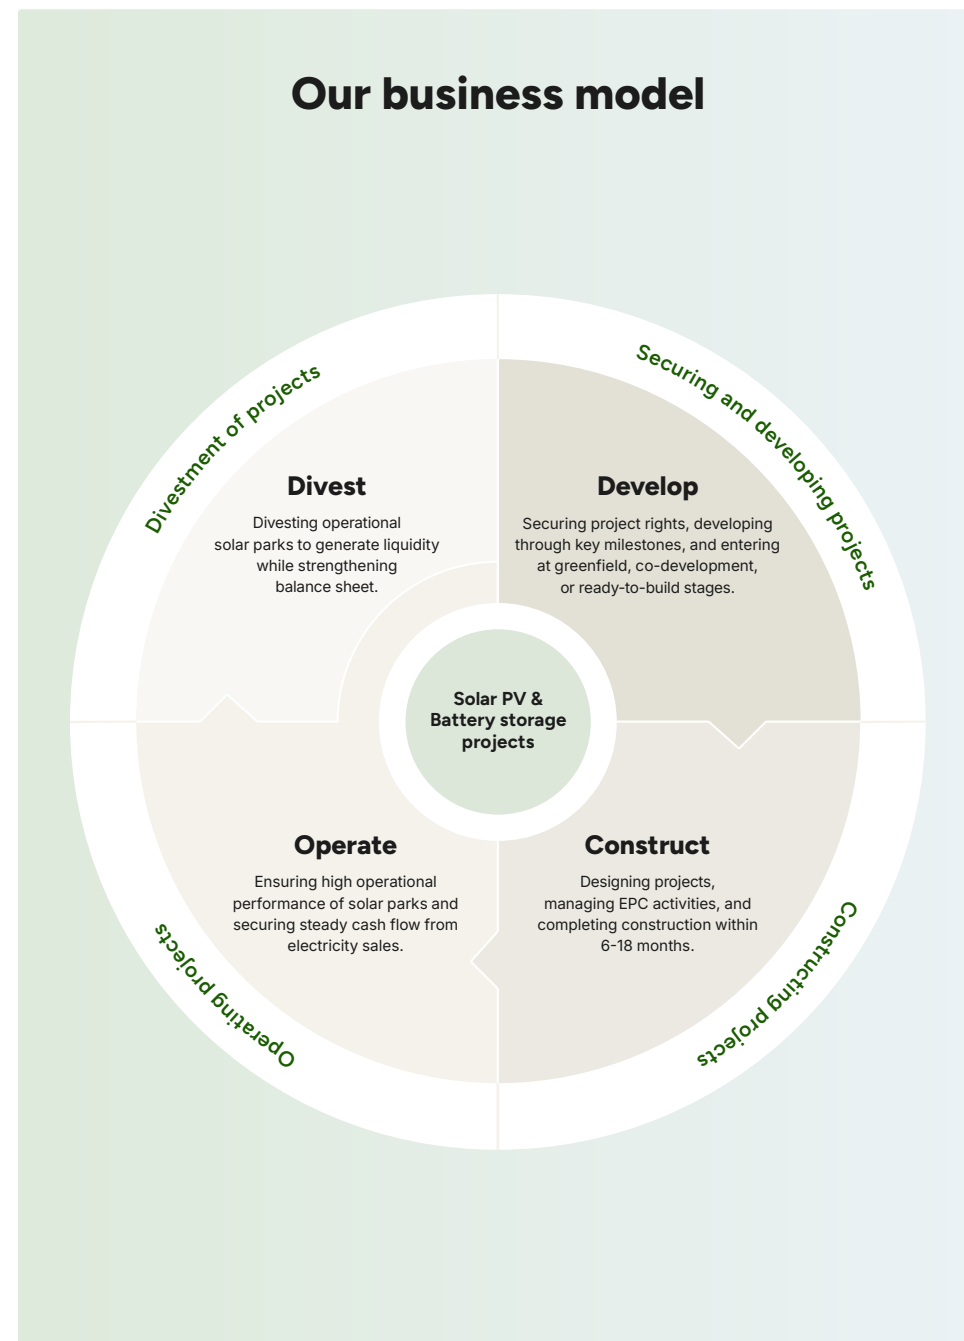 Our business model
Divestment of projects
Securing and developing projects
Divest
Divesting operational
solar parks to generate liquidity
while strengthening
balance sheet.
Develop
Securing project rights, developing
through key milestones, and entering
at greenfield, co-development,
or ready-to-build stages.
Solar PV &
Battery storage
projects
Operate
Ensuring high operational
performance of solar parks and
securing steady cash flow from
electricity sales.
Construct
Designing projects,
managing EPC activities, and
completing construction within
6-18 months.
Operating projects
Constructing projects